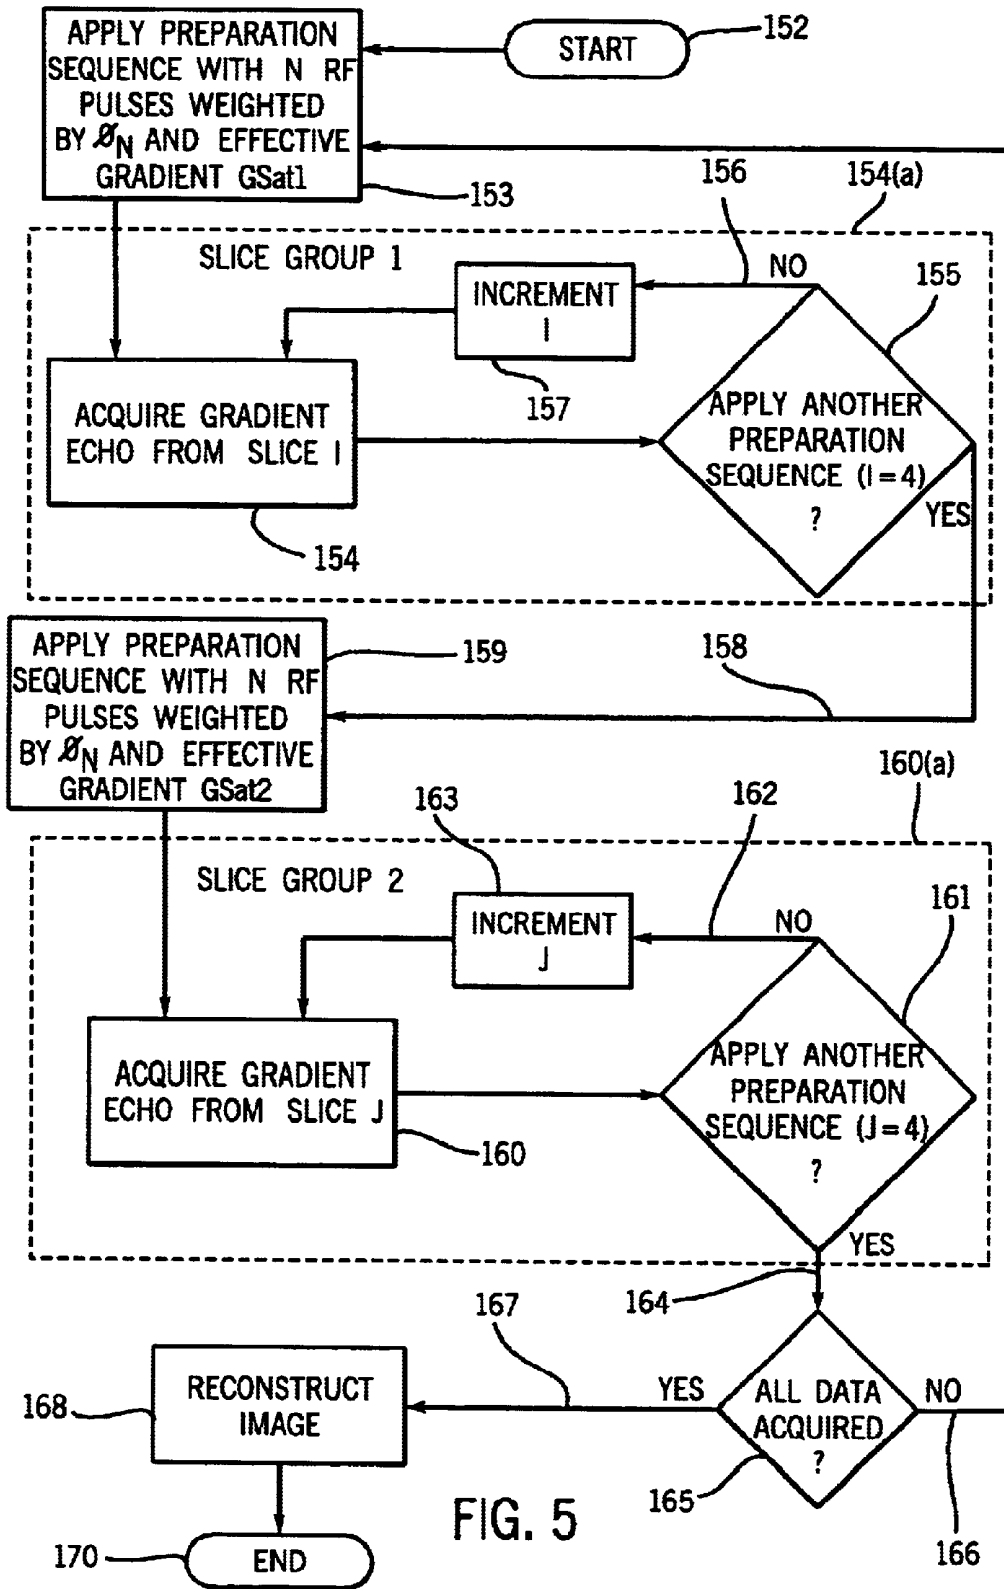 APPLY PREPARATION
SEQUENCE WITH N RF
PULSES WEIGHTED
BY ØN AND EFFECTIVE
GRADIENT GSat1
153
START
152
154(a)
SLICE GROUP 1
156
NO
155
INCREMENT
I
157
ACQUIRE GRADIENT
ECHO FROM SLICE I
154
APPLY ANOTHER
PREPARATION
SEQUENCE (I=4)
?
YES
APPLY PREPARATION
SEQUENCE WITH N RF
PULSES WEIGHTED
BY ØN AND EFFECTIVE
GRADIENT GSat2
159
158
160(a)
SLICE GROUP 2
163
162
NO
161
INCREMENT
J
ACQUIRE GRADIENT
ECHO FROM SLICE J
160
APPLY ANOTHER
PREPARATION
SEQUENCE (J=4)
?
YES
164
167
YES
ALL DATA
ACQUIRED
?
NO
165
166
RECONSTRUCT
IMAGE
168
FIG. 5
170
END